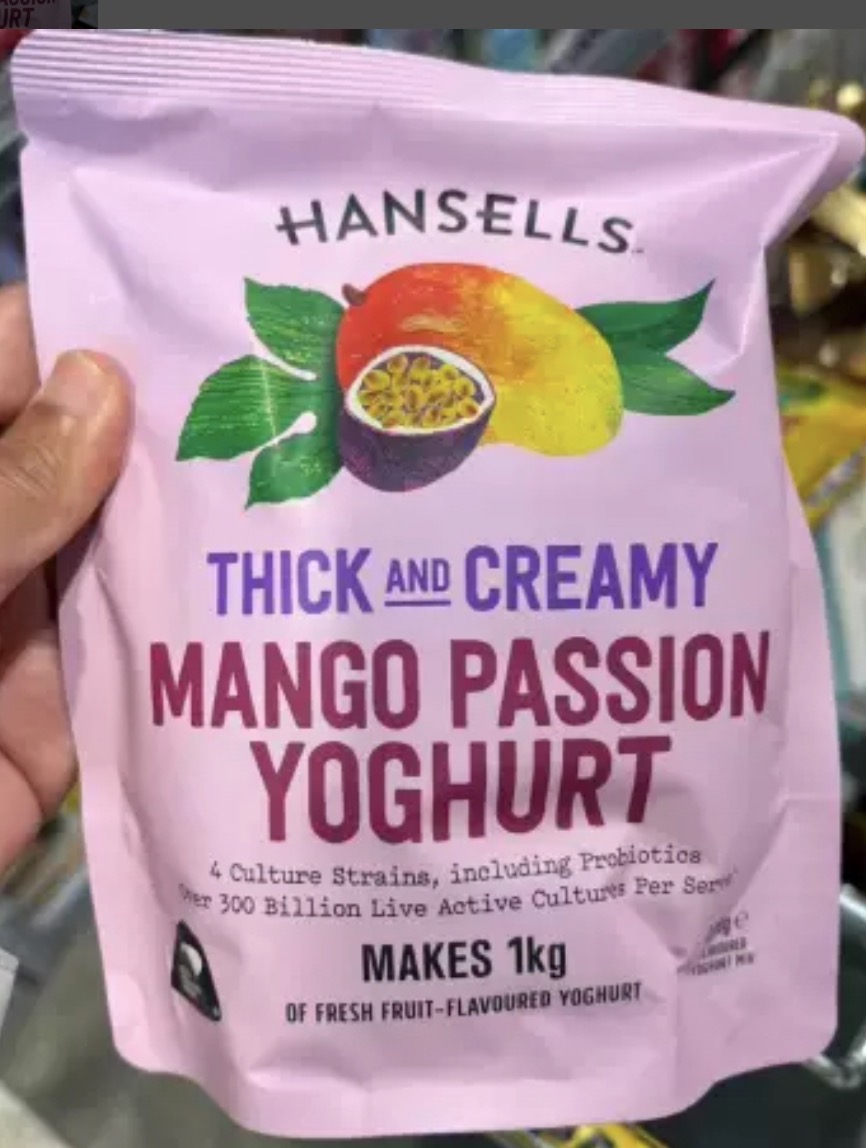 URT
HANSELLS
THICK AND CREAMY
MANGO PASSION
YOGHURT
4 Culture Strains, including Probiotics
300 Billion Live Active Cultures Per
MAKES 1kg
OF FRESH FRUIT-FLAVOURED YOGHURT